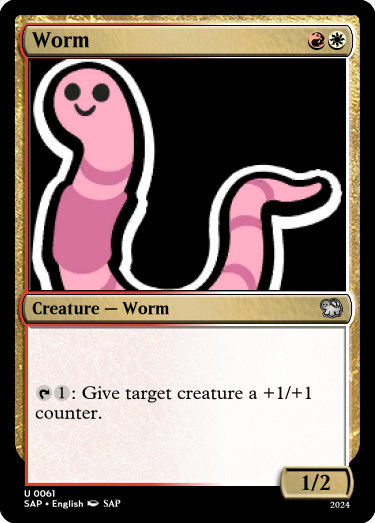 Worm
Creature — Worm
1: Give target creature a +1/+1
counter.
1/2
U 0061
SAP • English SAP
2024